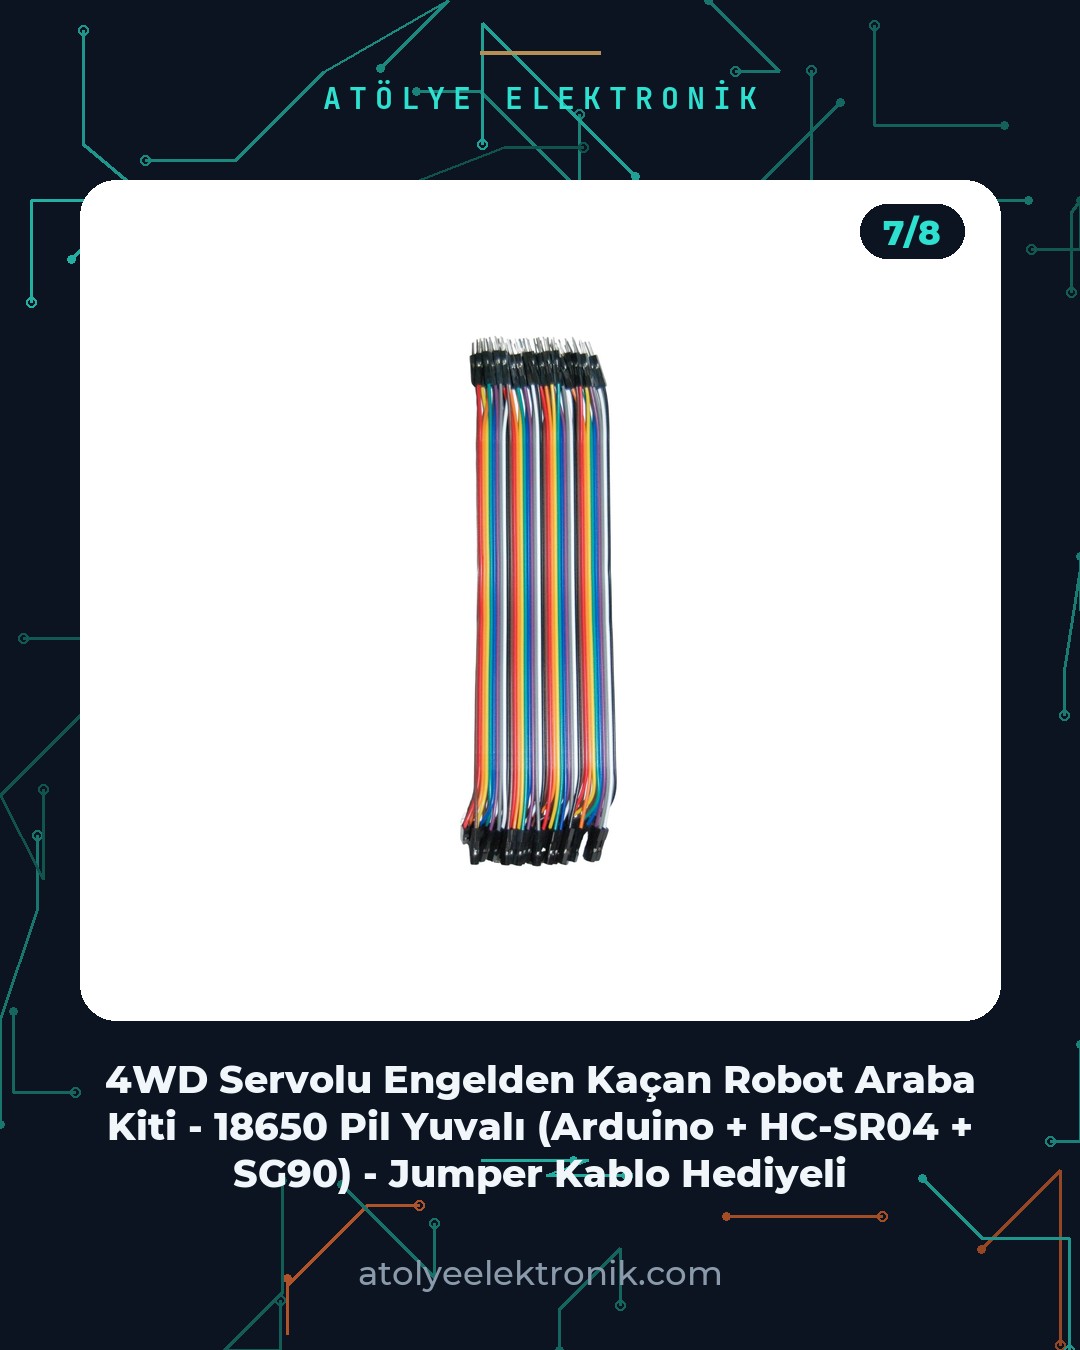 ATÖLYE ELEKTRONİK
7/8
4WD Servolu Engelden Kaçan Robot Araba
Kiti - 18650 Pil Yuvalı (Arduino + HC-SR04 +
SG90) - Jumper Kablo Hediyeli
atolyeelektronik.com